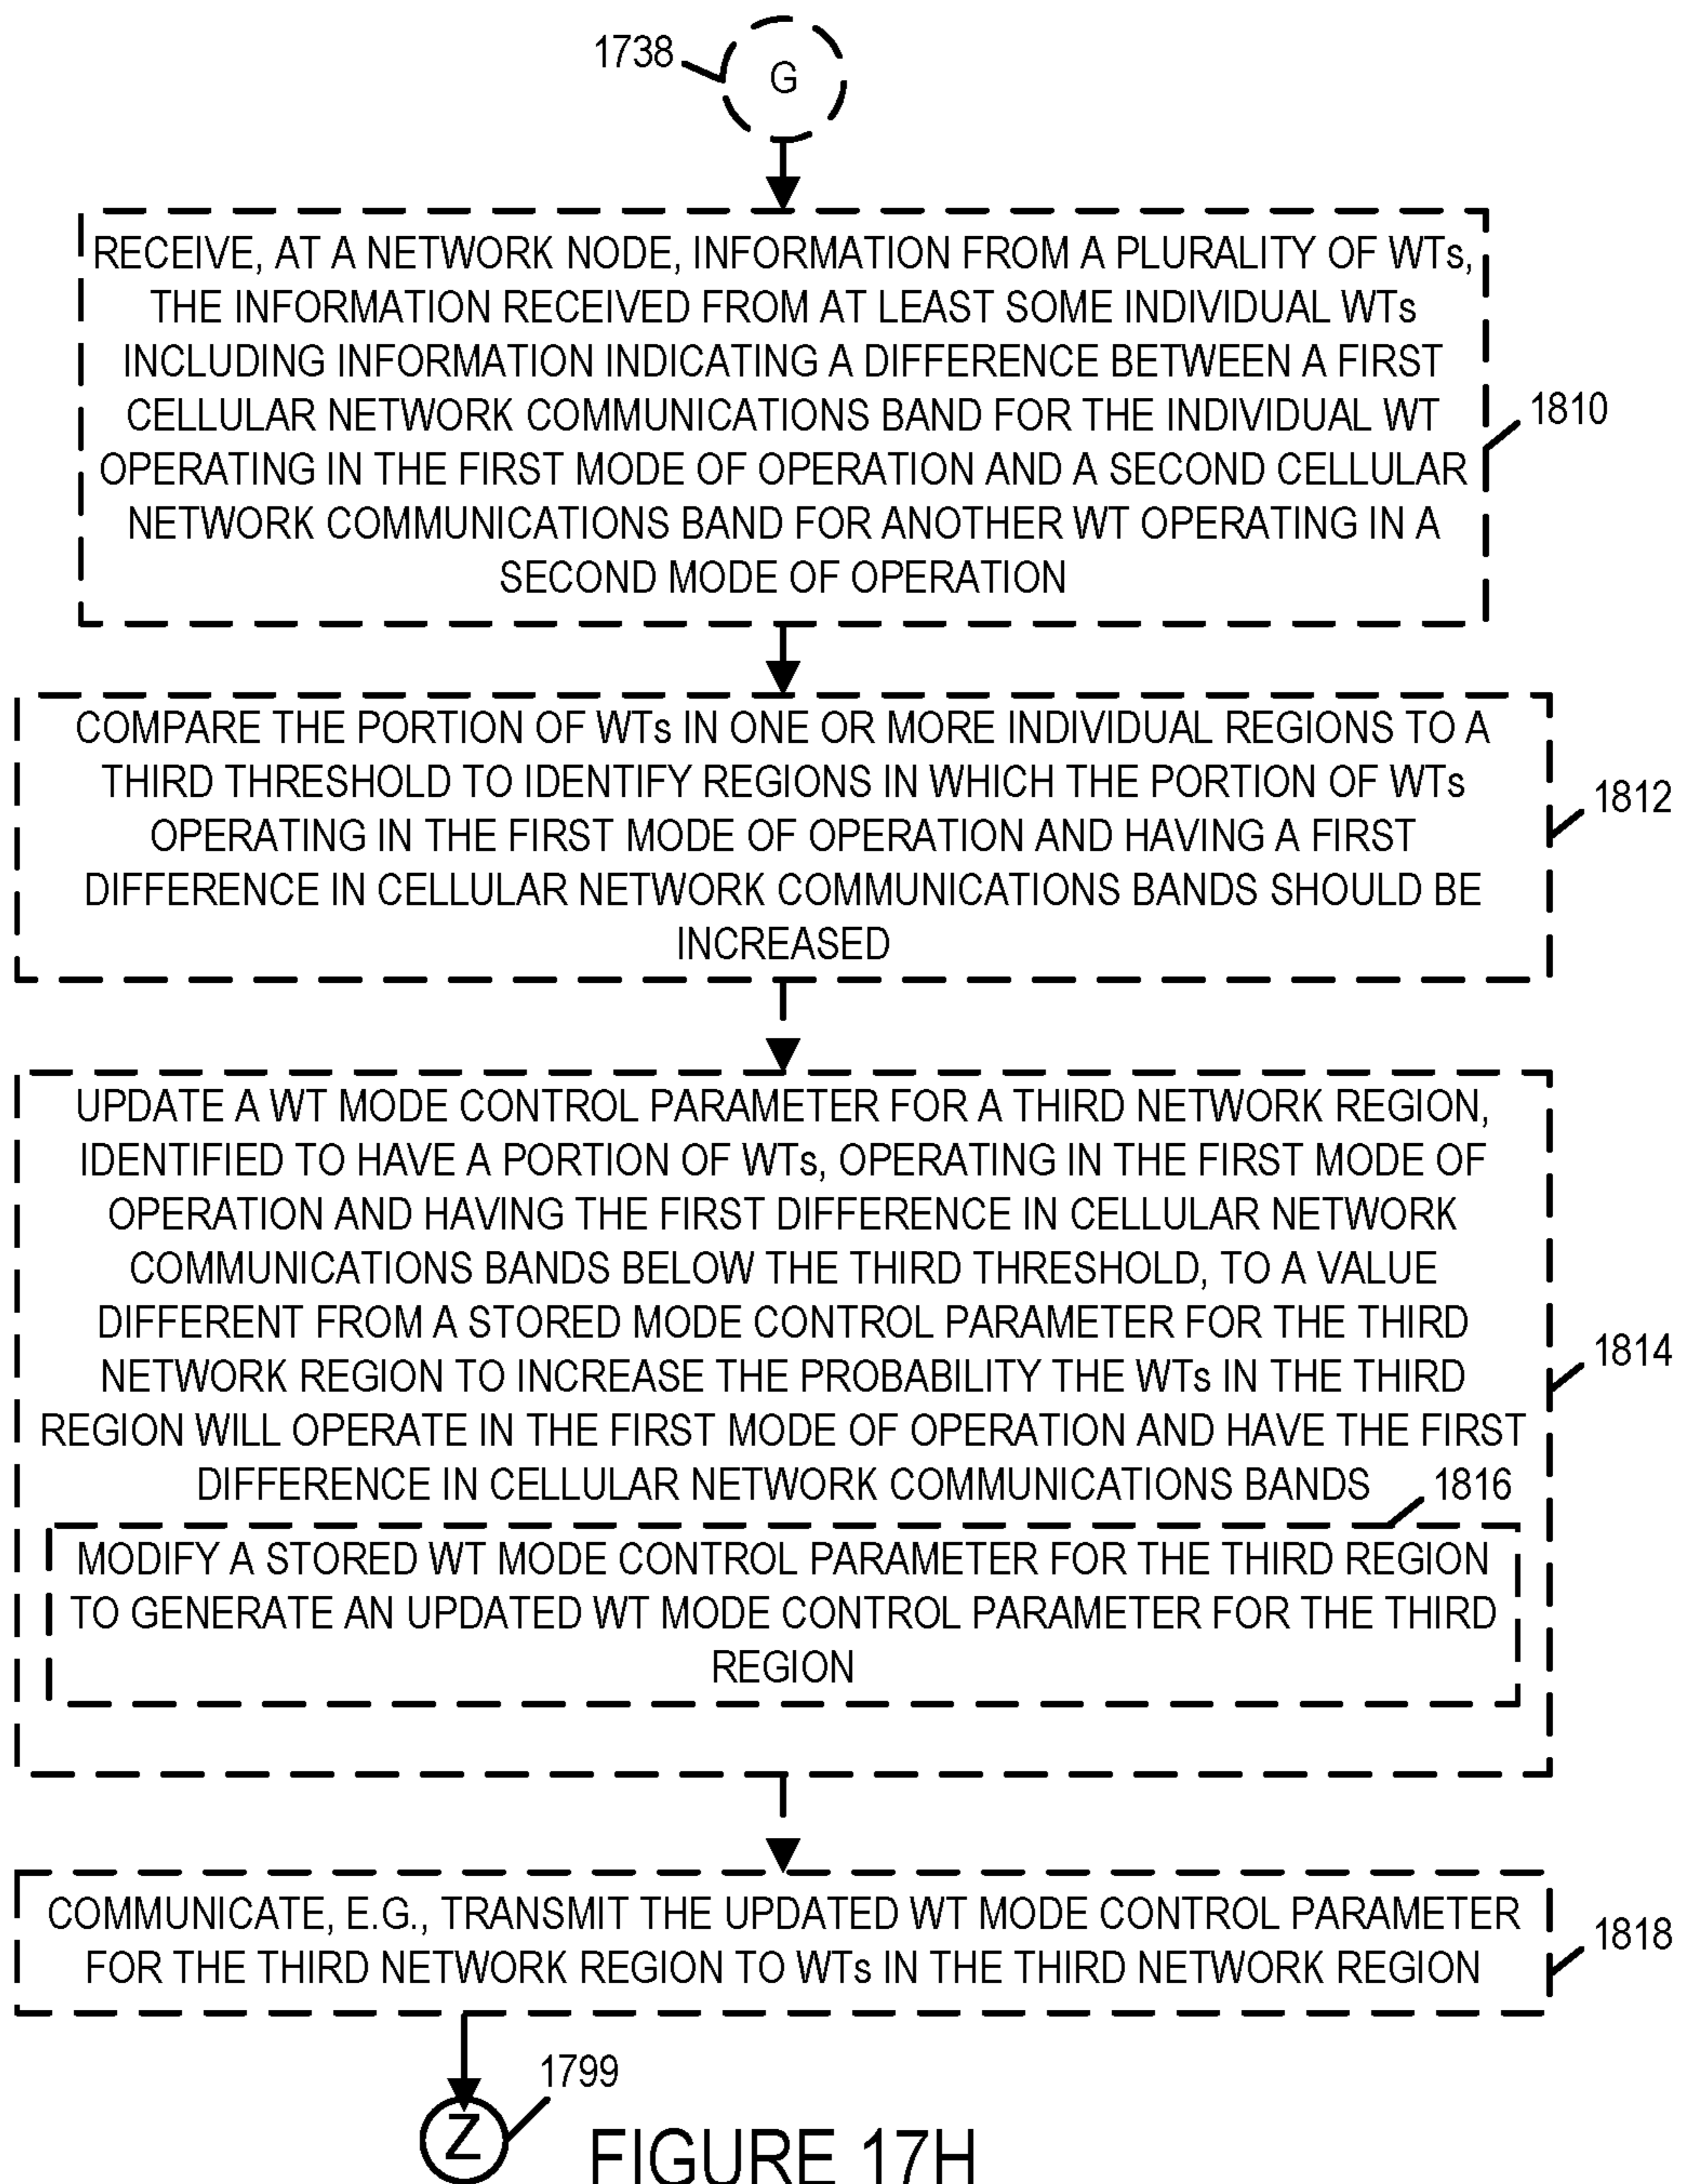 1738
G
RECEIVE, AT A NETWORK NODE, INFORMATION FROM A PLURALITY OF WTs,
THE INFORMATION RECEIVED FROM AT LEAST SOME INDIVIDUAL WTs
INCLUDING INFORMATION INDICATING A DIFFERENCE BETWEEN A FIRST
CELLULAR NETWORK COMMUNICATIONS BAND FOR THE INDIVIDUAL WT
OPERATING IN THE FIRST MODE OF OPERATION AND A SECOND CELLULAR
NETWORK COMMUNICATIONS BAND FOR ANOTHER WT OPERATING IN A
SECOND MODE OF OPERATION
1810
COMPARE THE PORTION OF WTs IN ONE OR MORE INDIVIDUAL REGIONS TO A
THIRD THRESHOLD TO IDENTIFY REGIONS IN WHICH THE PORTION OF WTs
OPERATING IN THE FIRST MODE OF OPERATION AND HAVING A FIRST
DIFFERENCE IN CELLULAR NETWORK COMMUNICATIONS BANDS SHOULD BE
INCREASED
1812
UPDATE A WT MODE CONTROL PARAMETER FOR A THIRD NETWORK REGION,
IDENTIFIED TO HAVE A PORTION OF WTs, OPERATING IN THE FIRST MODE OF
OPERATION AND HAVING THE FIRST DIFFERENCE IN CELLULAR NETWORK
COMMUNICATIONS BANDS BELOW THE THIRD THRESHOLD, TO A VALUE
DIFFERENT FROM A STORED MODE CONTROL PARAMETER FOR THE THIRD
NETWORK REGION TO INCREASE THE PROBABILITY THE WTs IN THE THIRD
REGION WILL OPERATE IN THE FIRST MODE OF OPERATION AND HAVE THE FIRST
DIFFERENCE IN CELLULAR NETWORK COMMUNICATIONS BANDS
1814
1816
MODIFY A STORED WT MODE CONTROL PARAMETER FOR THE THIRD REGION
TO GENERATE AN UPDATED WT MODE CONTROL PARAMETER FOR THE THIRD
REGION
COMMUNICATE, E.G., TRANSMIT THE UPDATED WT MODE CONTROL PARAMETER
FOR THE THIRD NETWORK REGION TO WTs IN THE THIRD NETWORK REGION
1818
1799
Z
FIGURE 17H